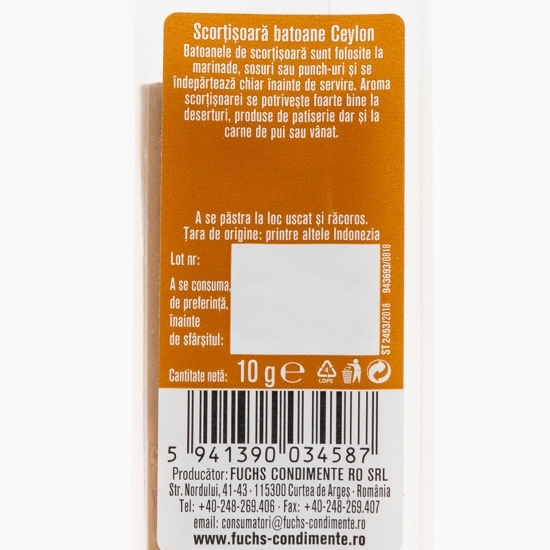 Scorțișoară batoane Ceylon
Batoanele de scorțișoară sunt folosite la
marinade, sosuri sau punch-uri și se
îndepărtează chiar înainte de servire. Aroma
scorțișoarei se potrivește foarte bine la
deserturi, produse de patiserie dar și la
carne de pui sau vânat.
A se păstra la loc uscat și răcoros.
Țara de origine: printre altele Indonezia
Lot nr:
A se consuma,
de preferință,
înainte
de sfârșitul:
ST 2453/2018 943693/0818
Cantitate netă: 10 g ℮
4
LDPE
5 941390 034587
Producător: FUCHS CONDIMENTE RO SRL
Str. Nordului, 41-43 · 115300 Curtea de Argeș · România
Tel: +40-248-269.406 · Fax: +40-248-269.407
email: consumatori@fuchs-condimente.ro
www.fuchs-condimente.ro